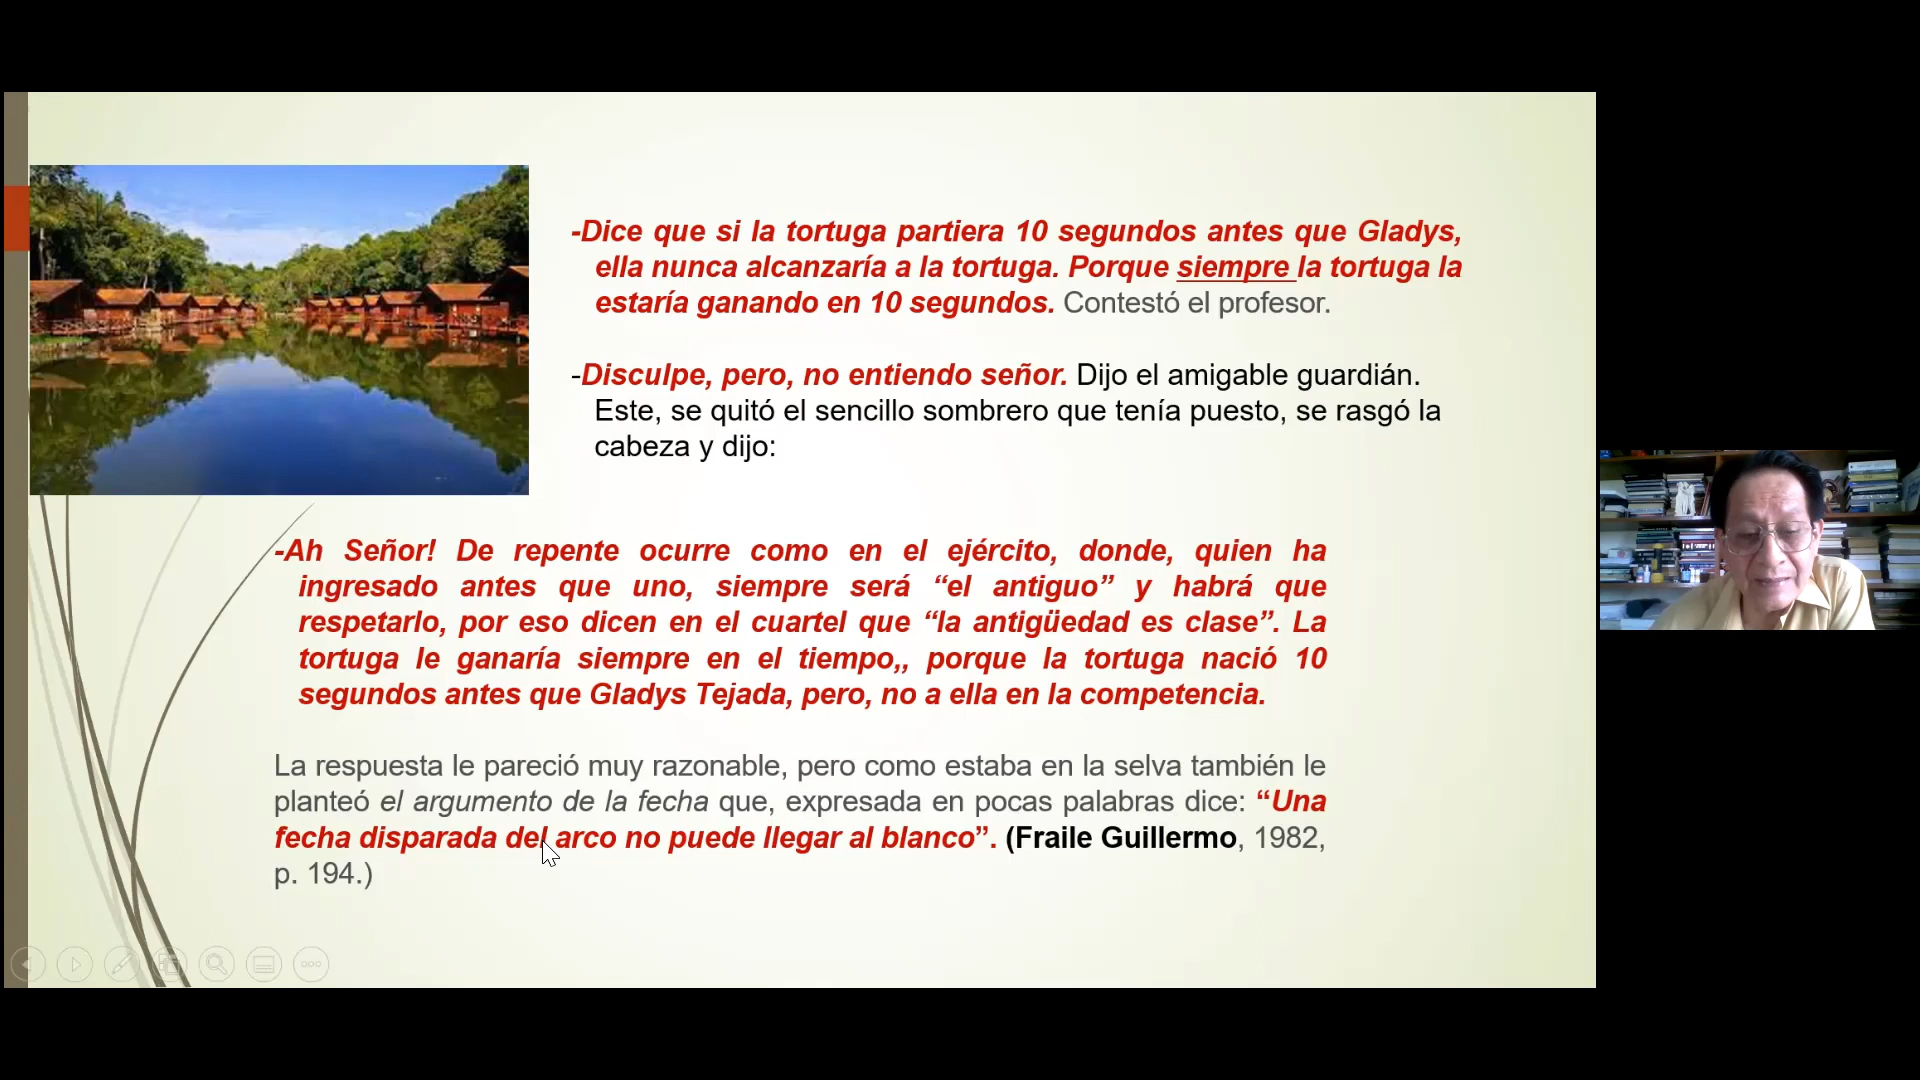 -Dice que si la tortuga partiera 10 segundos antes que Gladys,
ella nunca alcanzaría a la tortuga. Porque siempre la tortuga la
estaría ganando en 10 segundos. Contestó el profesor.
-Disculpe, pero, no entiendo señor. Dijo el amigable guardián.
Este, se quitó el sencillo sombrero que tenía puesto, se rasgó la
cabeza y dijo:
-Ah Señor! De repente ocurre como en el ejército, donde, quien ha
ingresado antes que uno, siempre será “el antiguo” y habrá que
respetarlo, por eso dicen en el cuartel que “la antigüedad es clase”. La
tortuga le ganaría siempre en el tiempo,, porque la tortuga nació 10
segundos antes que Gladys Tejada, pero, no a ella en la competencia.
La respuesta le pareció muy razonable, pero como estaba en la selva también le
planteó el argumento de la fecha que, expresada en pocas palabras dice: “Una
fecha disparada del arco no puede llegar al blanco”. (Fraile Guillermo, 1982,
p. 194.)